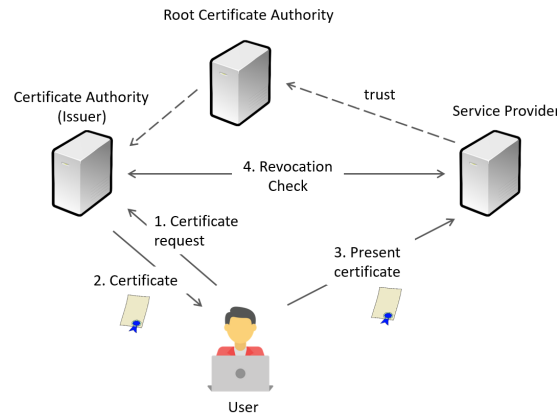 Root Certificate Authority
Certificate Authority
(Issuer)
trust
Service Provider
4. Revocation
Check
1. Certificate
request
2. Certificate
3. Present
certificate
User